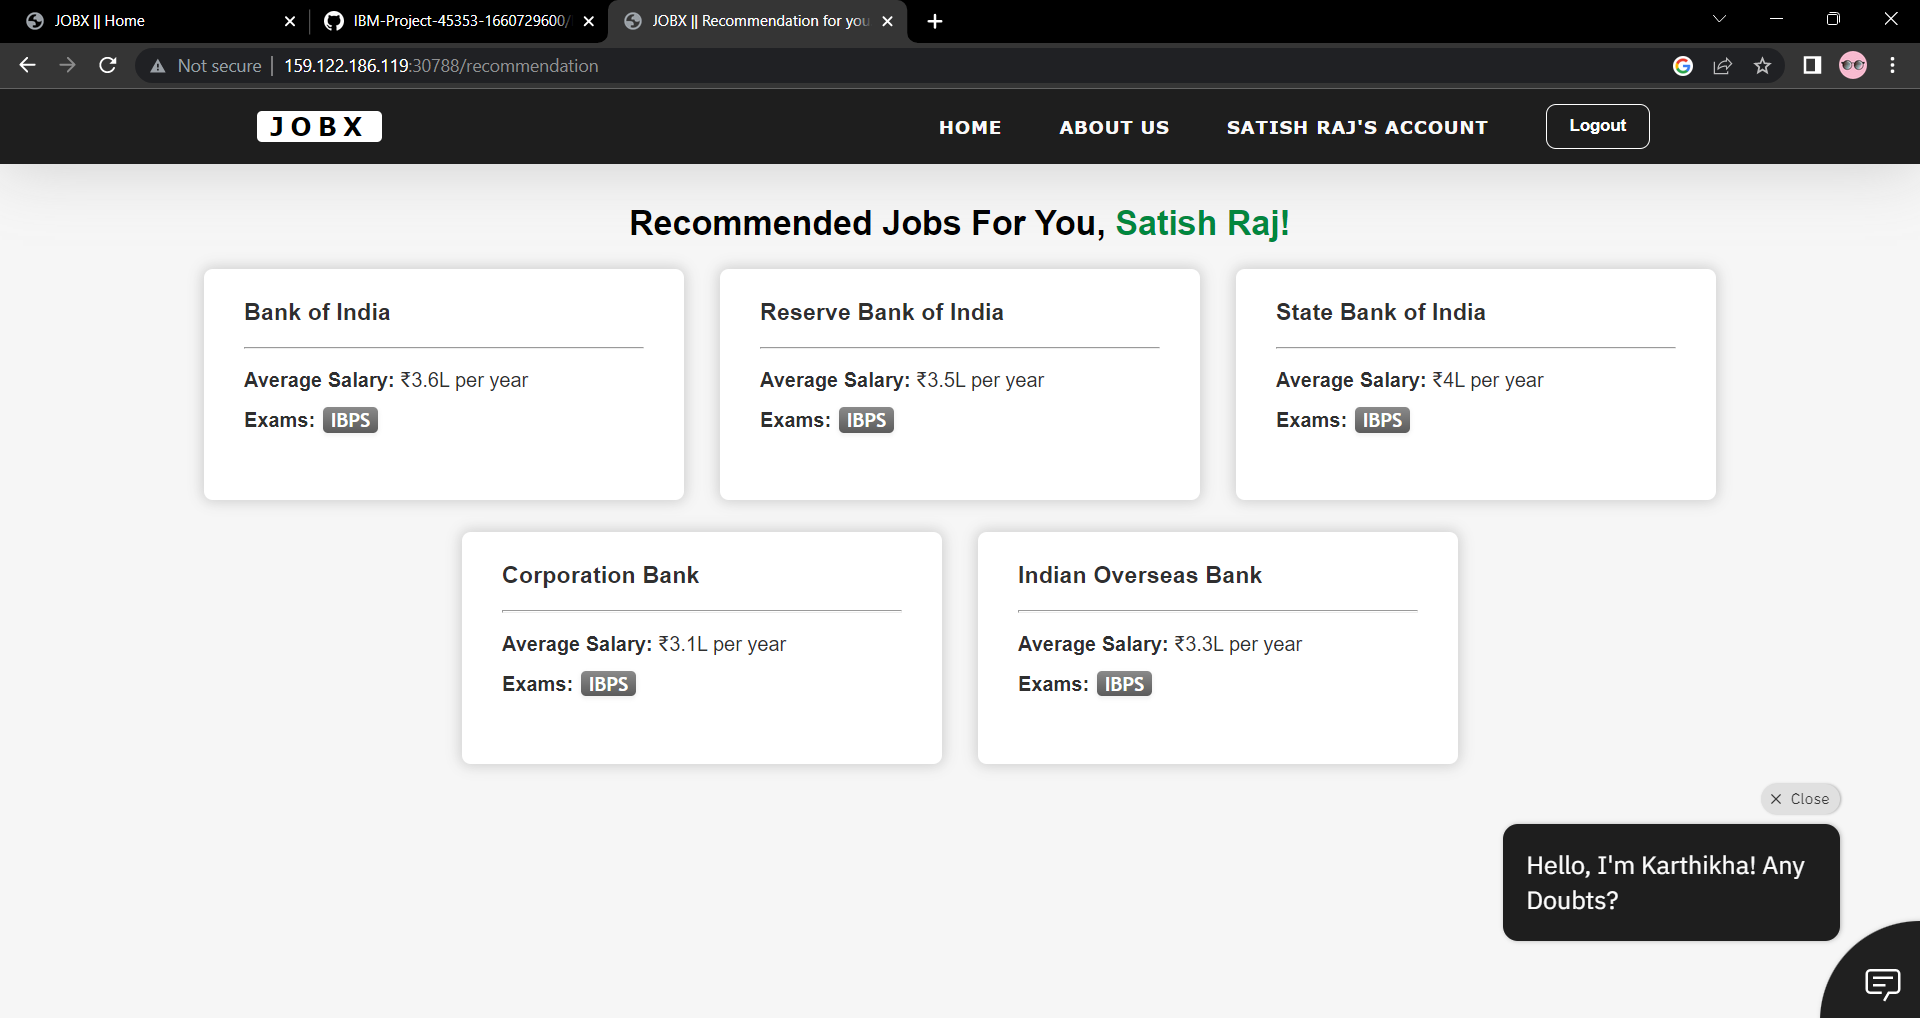 JOBX || Home
IBM-Project-45353-1660729600/
JOBX || Recommendation for you
Not secure | 159.122.186.119:30788/recommendation
JOBX
HOME
ABOUT US
SATISH RAJ'S ACCOUNT
Logout
Recommended Jobs For You, Satish Raj!
Bank of India
Average Salary: ₹3.6L per year
Exams: IBPS
Reserve Bank of India
Average Salary: ₹3.5L per year
Exams: IBPS
State Bank of India
Average Salary: ₹4L per year
Exams: IBPS
Corporation Bank
Average Salary: ₹3.1L per year
Exams: IBPS
Indian Overseas Bank
Average Salary: ₹3.3L per year
Exams: IBPS
Close
Hello, I'm Karthikha! Any
Doubts?